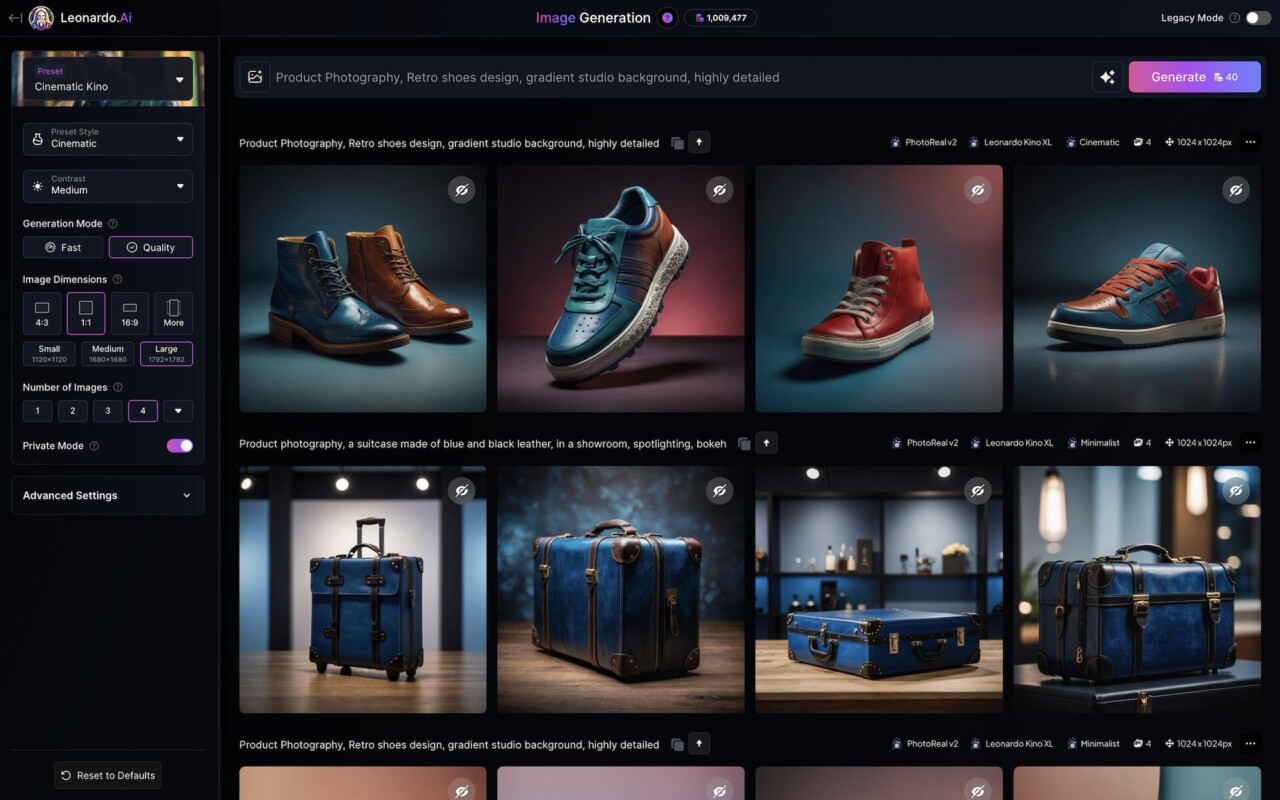 Leonardo.Ai
Image Generation
1,009,477
Legacy Mode
Preset
Cinematic Kino
Preset Style
Cinematic
Contrast
Medium
Generation Mode
Fast
Quality
Image Dimensions
4:3
1:1
16:9
More
Small
1120×1120
Medium
1680×1680
Large
1792×1792
Number of Images
1
2
3
4
Private Mode
Advanced Settings
Reset to Defaults
Product Photography, Retro shoes design, gradient studio background, highly detailed
Generate 40
Product Photography, Retro shoes design, gradient studio background, highly detailed
PhotoReal v2
Leonardo Kino XL
Cinematic
4
1024 x 1024px
Product photography, a suitcase made of blue and black leather, in a showroom, spotlighting, bokeh
PhotoReal v2
Leonardo Kino XL
Minimalist
4
1024 x 1024px
Product Photography, Retro shoes design, gradient studio background, highly detailed
PhotoReal v2
Leonardo Kino XL
Minimalist
4
1024 x 1024px